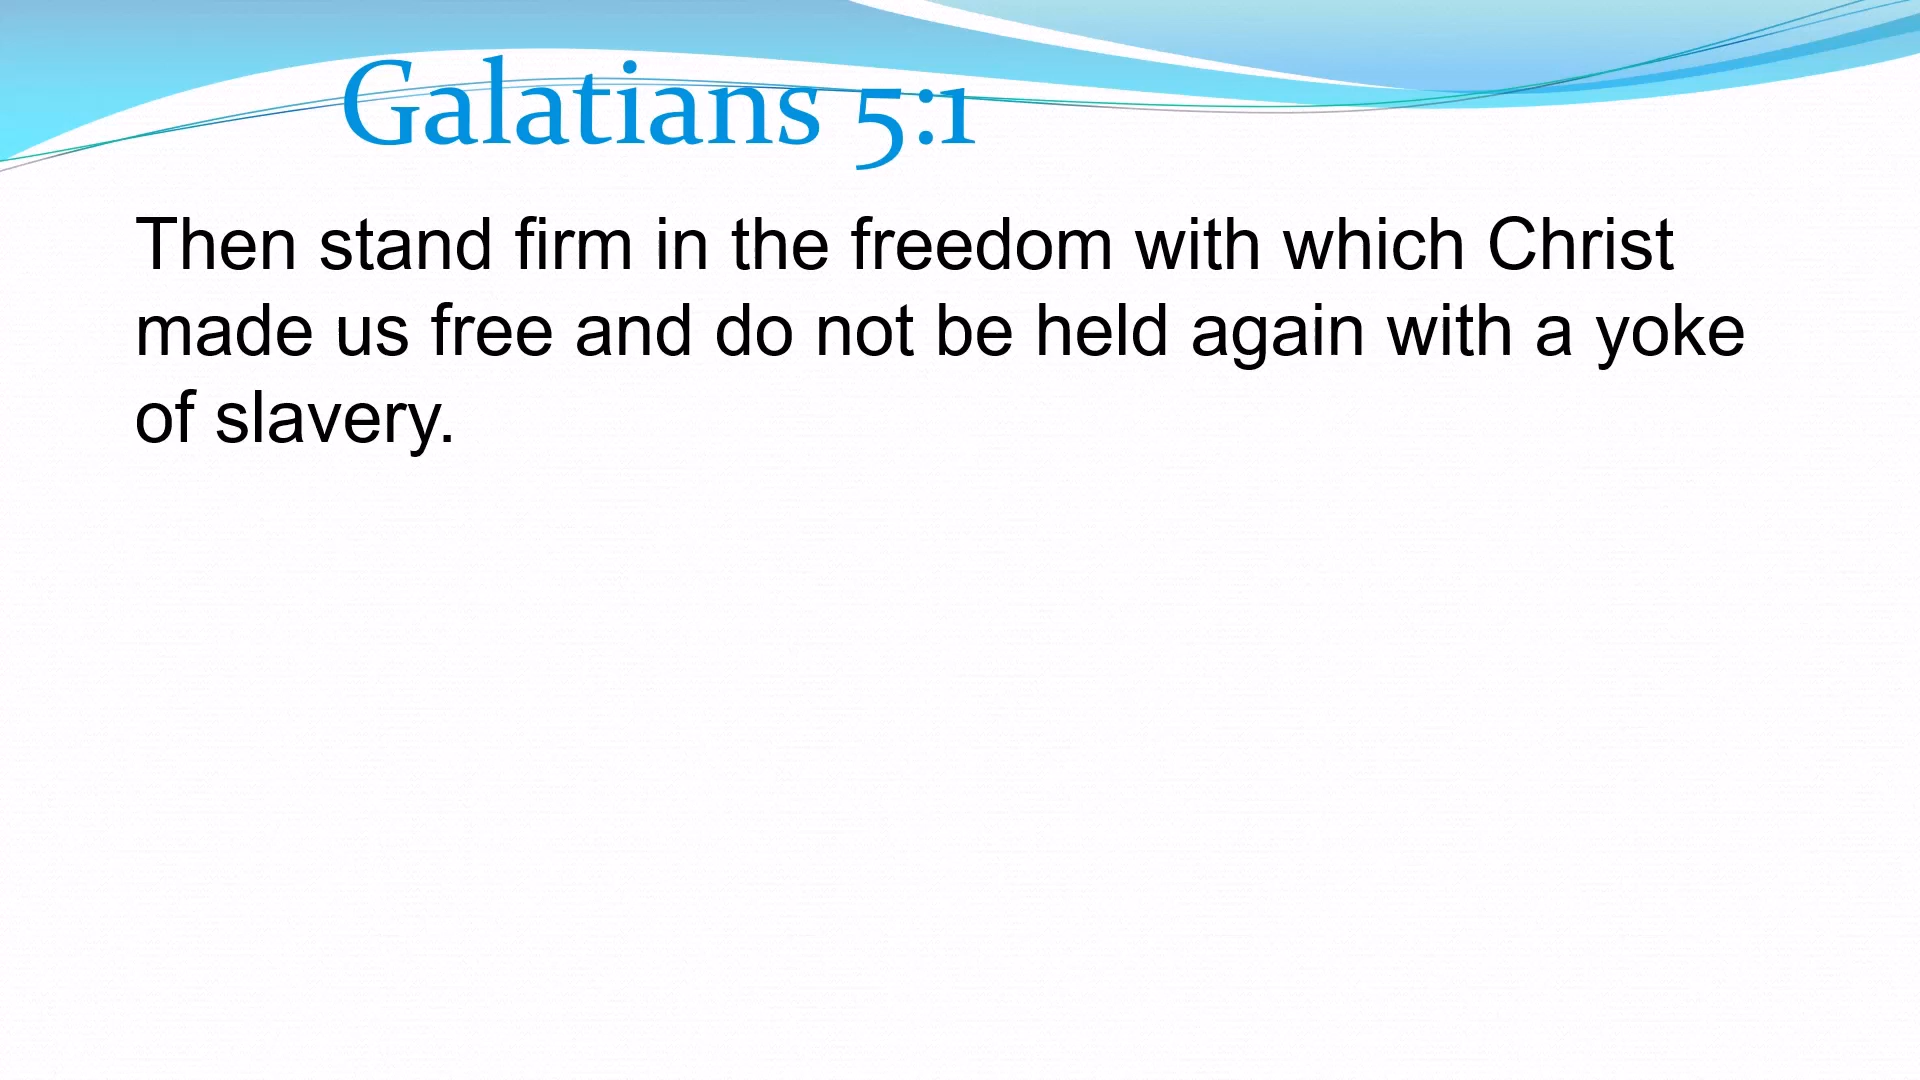 Galatians 5:1
Then stand firm in the freedom with which Christ
made us free and do not be held again with a yoke
of slavery.